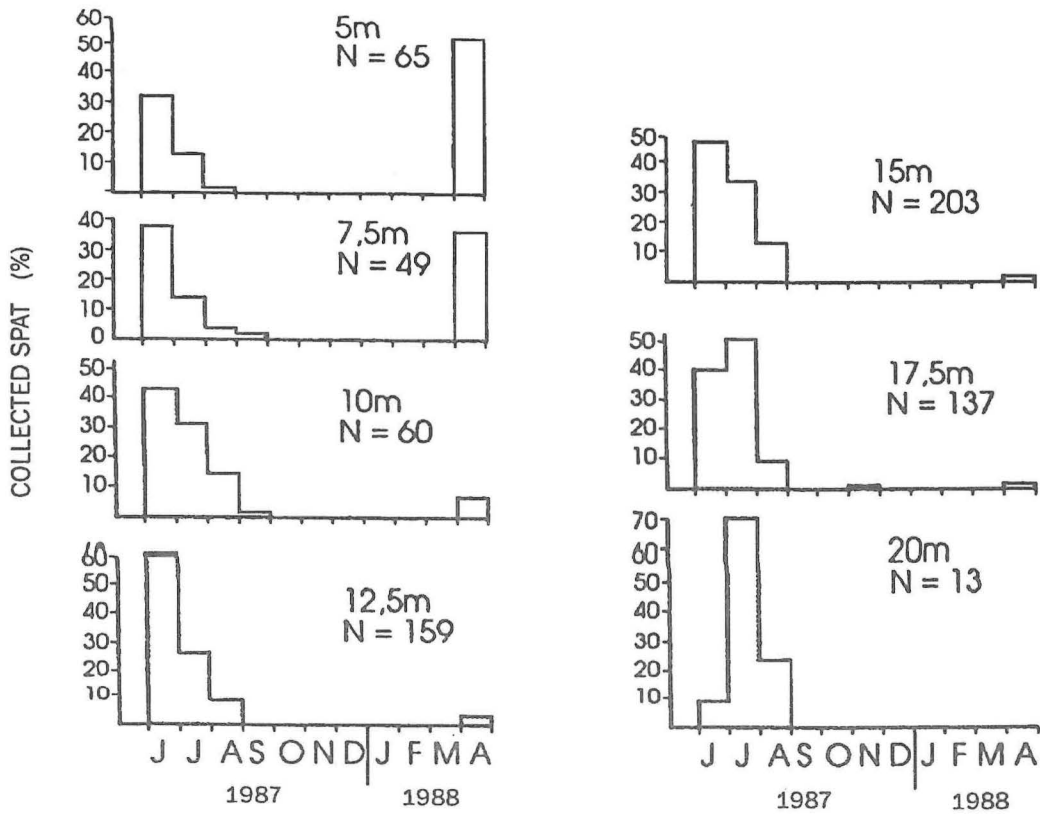 COLLECTED SPAT (%)
60
50
40
30
20
10
5m
N = 65
40
30
20
10
0
7,5m
N = 49
50
40
30
20
10
10m
N = 60
60
50
40
30
20
10
12,5m
N = 159
J J A S O N D J F M A
1987 1988
50
40
30
20
10
15m
N = 203
50
40
30
20
10
17,5m
N = 137
70
60
50
40
30
20
10
20m
N = 13
J J A S O N D J F M A
1987 1988